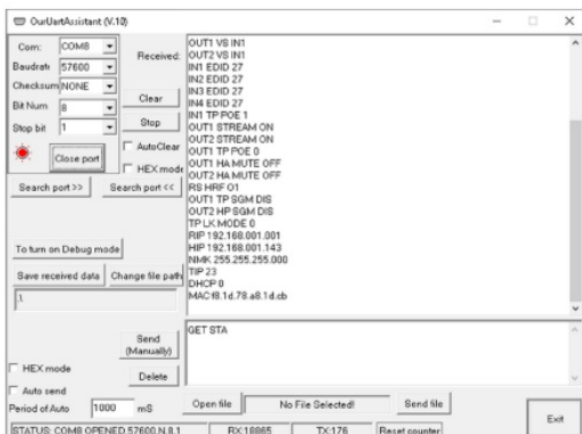 OurUartAssistant (V.10)
Com: COM8
Baudrat 57600
Checksum NONE
Bit Num 8
Stop bit 1
Close port
Received:
Clear
Stop
AutoClear
HEX mode
Search port >>
Search port <<
To turn on Debug mode
Save received data
Change file path
.\
OUT1 VS IN1
OUT2 VS IN1
IN1 EDID 27
IN2 EDID 27
IN3 EDID 27
IN4 EDID 27
IN1 TP POE 1
OUT1 STREAM ON
OUT2 STREAM ON
OUT1 TP POE 0
OUT1 HA MUTE OFF
OUT2 HA MUTE OFF
RS HRF O1
OUT1 TP SGM DIS
OUT2 HP SGM DIS
TP LK MODE 0
RIP 192.168.001.001
HIP 192.168.001.143
NMK 255.255.255.000
TIP 23
DHCP 0
MAC:f8.1d.78.a8.1d.cb
Send
(Manually)
GET STA
HEX mode
Delete
Auto send
Period of Auto 1000 mS
Open file
No File Selected!
Send file
Exit
STATUS: COM8 OPENED 57600.N.8.1
RX:18865
TX:176
Reset counter